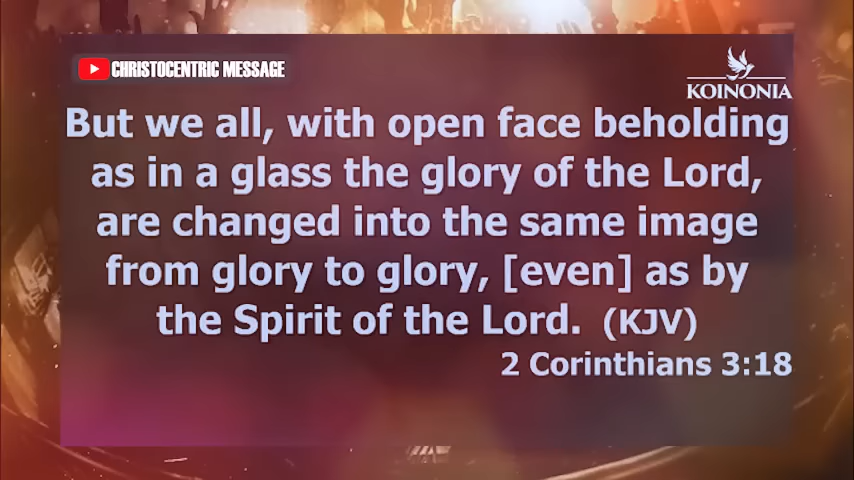 CHRISTOCENTRIC MESSAGE
KOINONIA
But we all, with open face beholding
as in a glass the glory of the Lord,
are changed into the same image
from glory to glory, [even] as by
the Spirit of the Lord. (KJV)
2 Corinthians 3:18